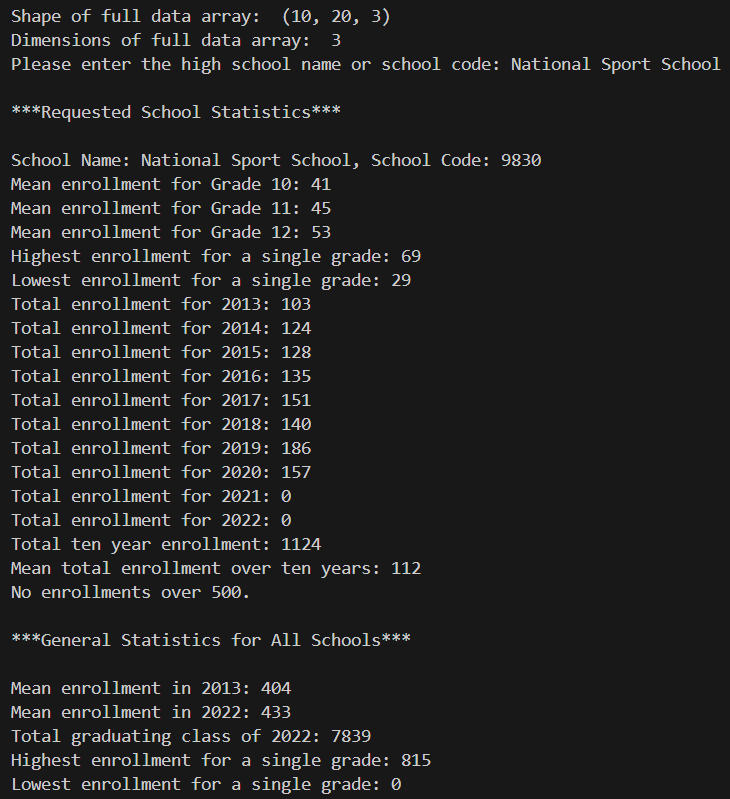 Shape of full data array:  (10, 20, 3)
Dimensions of full data array:  3
Please enter the high school name or school code: National Sport School
***Requested School Statistics***
School Name: National Sport School, School Code: 9830
Mean enrollment for Grade 10: 41
Mean enrollment for Grade 11: 45
Mean enrollment for Grade 12: 53
Highest enrollment for a single grade: 69
Lowest enrollment for a single grade: 29
Total enrollment for 2013: 103
Total enrollment for 2014: 124
Total enrollment for 2015: 128
Total enrollment for 2016: 135
Total enrollment for 2017: 151
Total enrollment for 2018: 140
Total enrollment for 2019: 186
Total enrollment for 2020: 157
Total enrollment for 2021: 0
Total enrollment for 2022: 0
Total ten year enrollment: 1124
Mean total enrollment over ten years: 112
No enrollments over 500.
***General Statistics for All Schools***
Mean enrollment in 2013: 404
Mean enrollment in 2022: 433
Total graduating class of 2022: 7839
Highest enrollment for a single grade: 815
Lowest enrollment for a single grade: 0